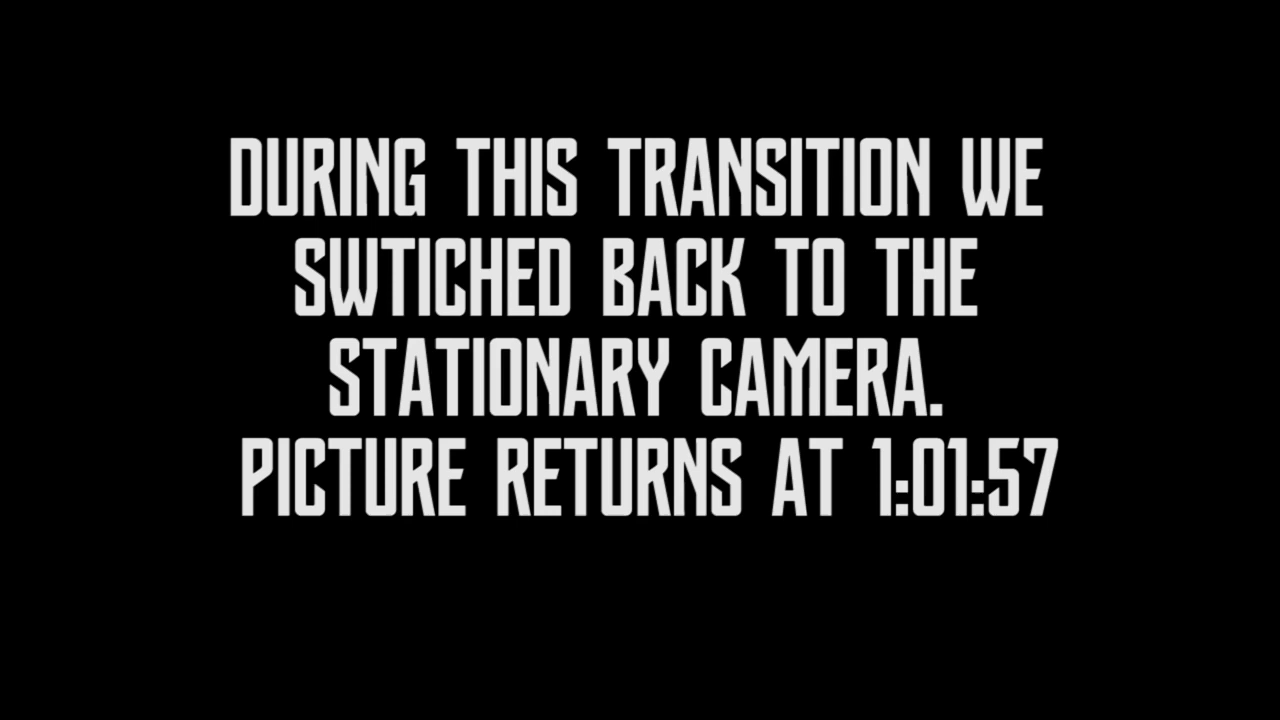 DURING THIS TRANSITION WE
SWTICHED BACK TO THE
STATIONARY CAMERA.
PICTURE RETURNS AT 1:01:57